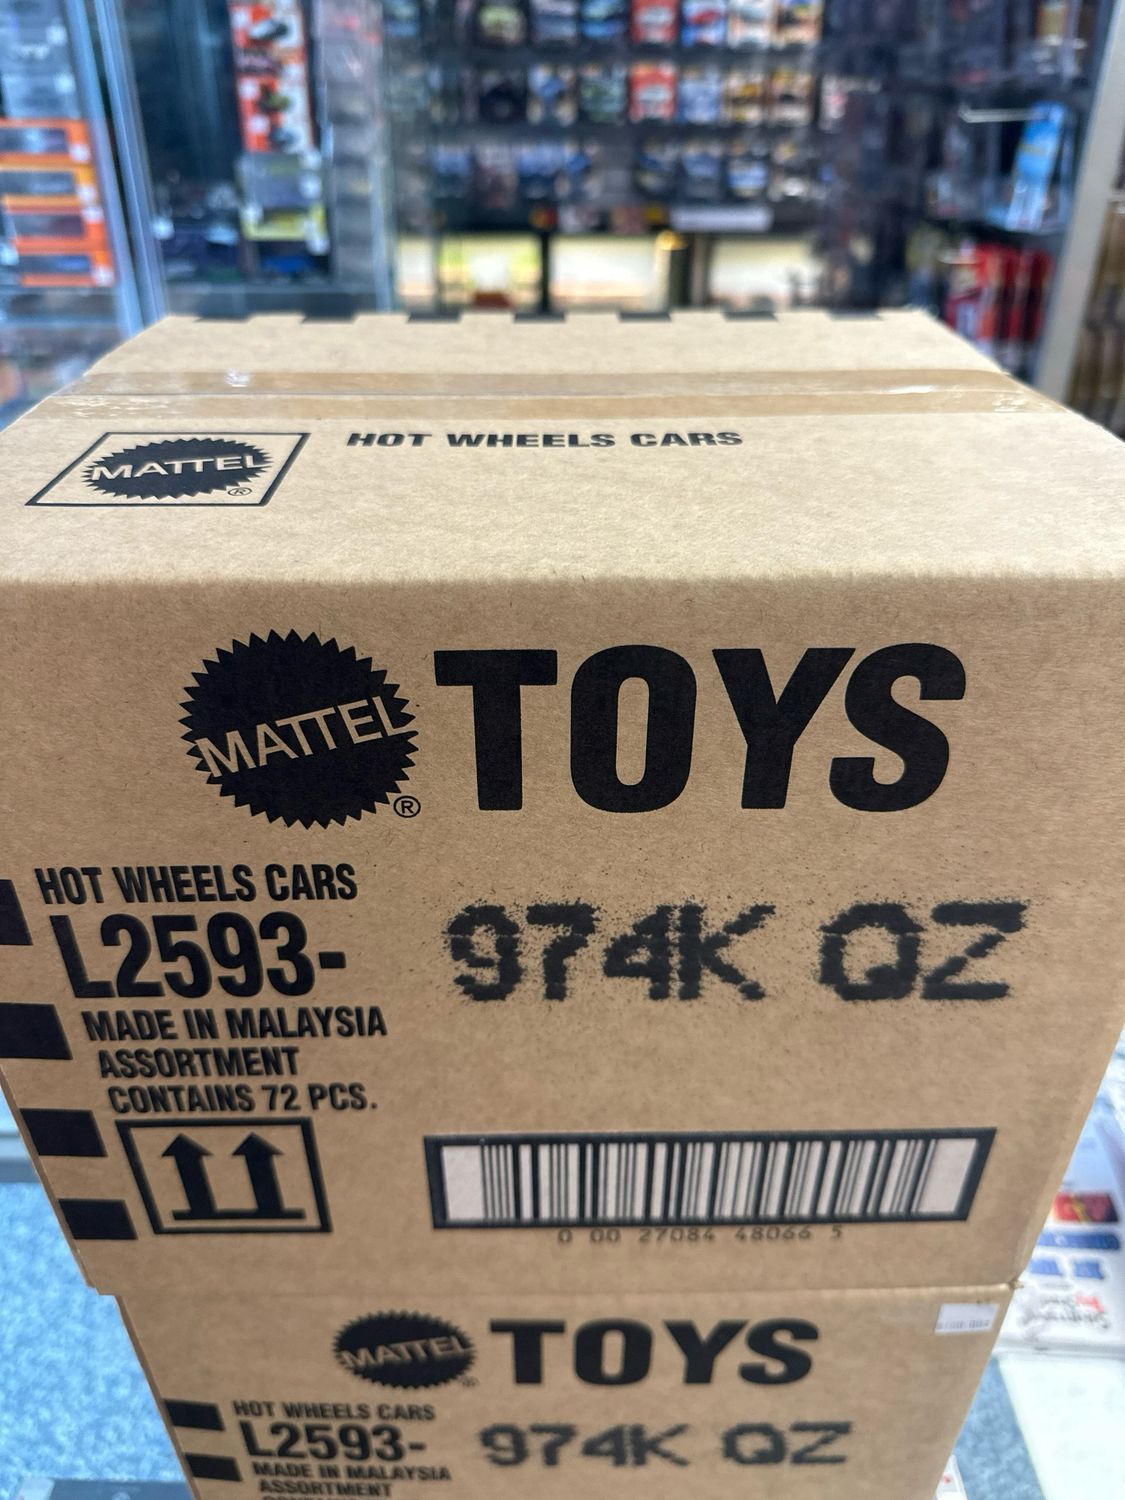 MATTEL ®
HOT WHEELS CARS
MATTEL ® TOYS
HOT WHEELS CARS
L2593-
974K QZ
MADE IN MALAYSIA
ASSORTMENT
CONTAINS 72 PCS.
0 00 27084 48066 5
MATTEL ® TOYS
HOT WHEELS CARS
L2593-
974K QZ
MADE IN MALAYSIA
ASSORTMENT